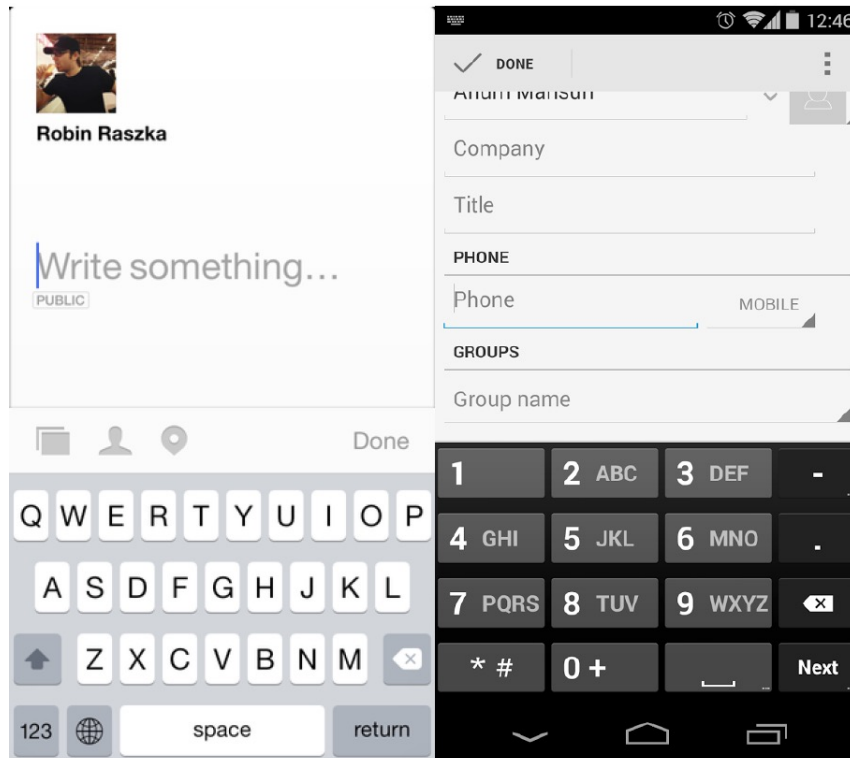 Robin Raszka
Write something...
PUBLIC
Done
Q W E R T Y U I O P
A S D F G H J K L
Z X C V B N M
123 space return
12:46
DONE
Company
Title
PHONE
Phone MOBILE
GROUPS
Group name
1 2 ABC 3 DEF -
4 GHI 5 JKL 6 MNO .
7 PQRS 8 TUV 9 WXYZ
* # 0 + Next